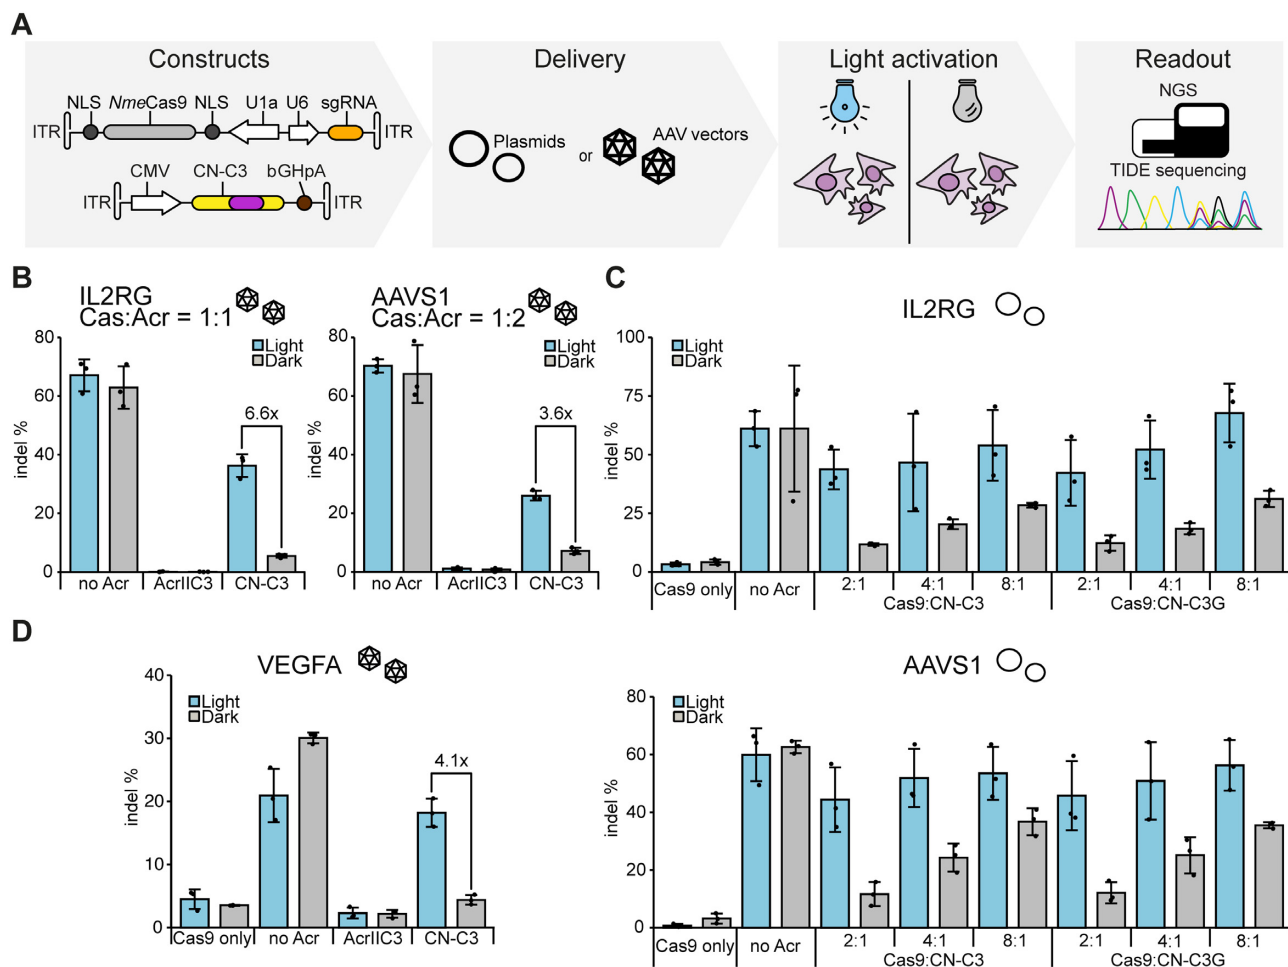 A
Constructs
NLS NmeCas9 NLS U1a U6 sgRNA
ITR ITR
CMV CN-C3 bGHpA
ITR ITR
Delivery
Plasmids
or
AAV vectors
Light activation
Readout
NGS
TIDE sequencing
B
IL2RG
Cas:Acr = 1:1
Light
Dark
indel %
80
60
40
20
0
6.6x
no Acr AcrIIC3 CN-C3
AAVS1
Cas:Acr = 1:2
Light
Dark
indel %
80
60
40
20
0
3.6x
no Acr AcrIIC3 CN-C3
C
IL2RG
Light
Dark
indel %
100
75
50
25
0
Cas9 only no Acr 2:1 4:1 8:1 2:1 4:1 8:1
Cas9:CN-C3 Cas9:CN-C3G
D
VEGFA
Light
Dark
indel %
40
30
20
10
0
4.1x
Cas9 only no Acr AcrIIC3 CN-C3
AAVS1
Light
Dark
indel %
80
60
40
20
0
Cas9 only no Acr 2:1 4:1 8:1 2:1 4:1 8:1
Cas9:CN-C3 Cas9:CN-C3G